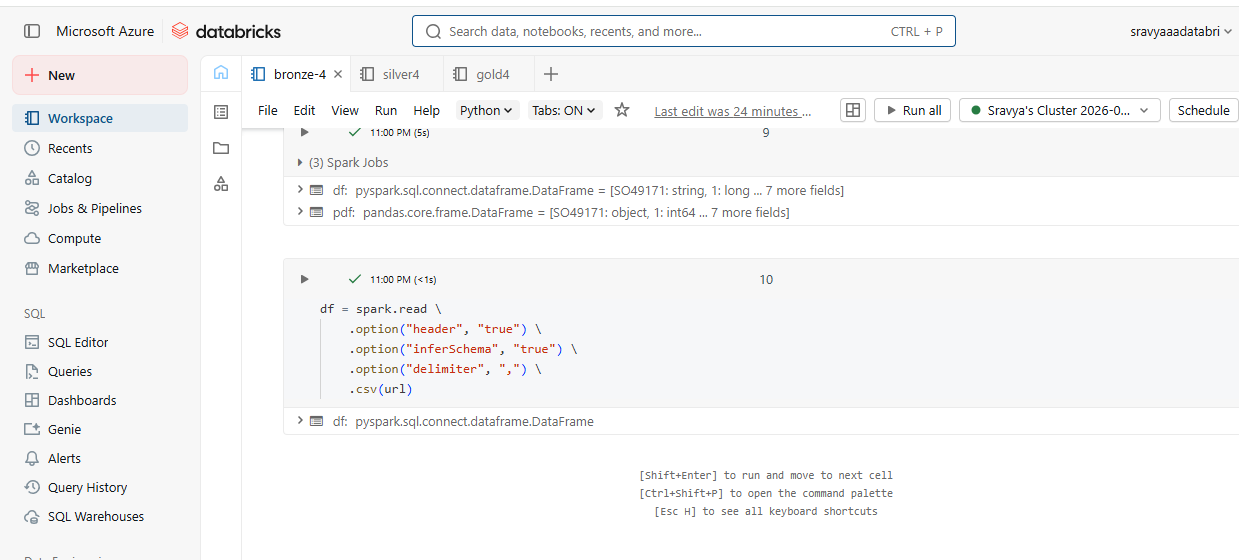 Microsoft Azure databricks Search data, notebooks, recents, and more... CTRL + P sravyaaadatabri
New
Workspace
Recents
Catalog
Jobs & Pipelines
Compute
Marketplace
SQL
SQL Editor
Queries
Dashboards
Genie
Alerts
Query History
SQL Warehouses
bronze-4 silver4 gold4
File Edit View Run Help Python Tabs: ON Last edit was 24 minutes ... Run all Sravya's Cluster 2026-0... Schedule
11:00 PM (5s) 9
(3) Spark Jobs
df: pyspark.sql.connect.dataframe.DataFrame = [SO49171: string, 1: long ... 7 more fields]
pdf: pandas.core.frame.DataFrame = [SO49171: object, 1: int64 ... 7 more fields]
11:00 PM (<1s) 10
df = spark.read \
.option("header", "true") \
.option("inferSchema", "true") \
.option("delimiter", ",") \
.csv(url)
df: pyspark.sql.connect.dataframe.DataFrame
[Shift+Enter] to run and move to next cell
[Ctrl+Shift+P] to open the command palette
[Esc H] to see all keyboard shortcuts